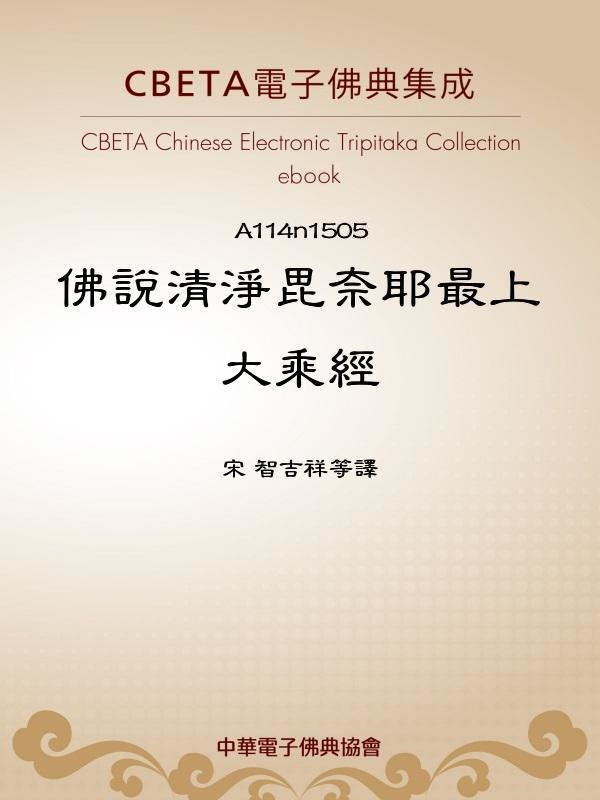 CBETA電子佛典集成
CBETA Chinese Electronic Tripitaka Collection
ebook
A114n1505
佛說清淨毘奈耶最上
大乘經
宋 智吉祥等譯
中華電子佛典協會